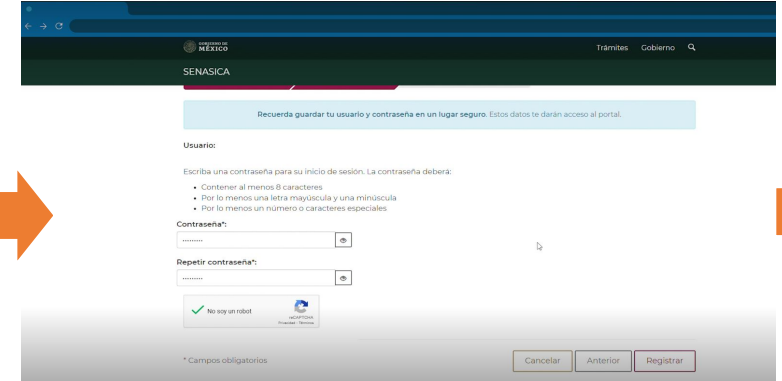 GOBIERNO DE
MÉXICO
Trámites Gobierno
SENASICA
Recuerda guardar tu usuario y contraseña en un lugar seguro. Estos datos te darán acceso al portal.
Usuario:
Escriba una contraseña para su inicio de sesión. La contraseña deberá:
• Contener al menos 8 caracteres
• Por lo menos una letra mayúscula y una minúscula
• Por lo menos un número o caracteres especiales
Contraseña*:
Repetir contraseña*:
No soy un robot
reCAPTCHA
Privacidad - Términos
* Campos obligatorios
Cancelar Anterior Registrar